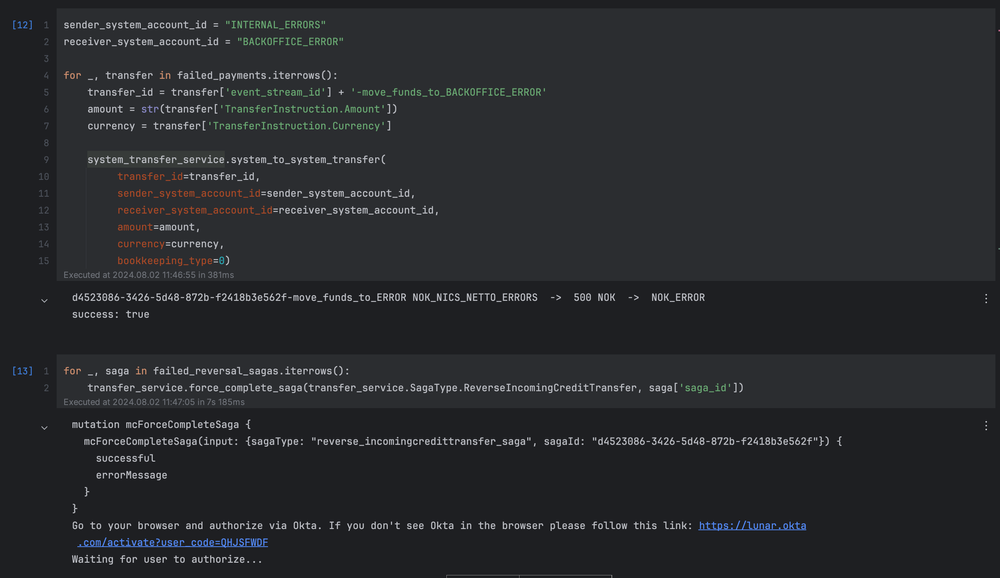 [12] 1 sender_system_account_id = "INTERNAL_ERRORS"
2 receiver_system_account_id = "BACKOFFICE_ERROR"
3
4 for _, transfer in failed_payments.iterrows():
5 transfer_id = transfer['event_stream_id'] + '-move_funds_to_BACKOFFICE_ERROR'
6 amount = str(transfer['TransferInstruction.Amount'])
7 currency = transfer['TransferInstruction.Currency']
8
9 system_transfer_service.system_to_system_transfer(
10 transfer_id=transfer_id,
11 sender_system_account_id=sender_system_account_id,
12 receiver_system_account_id=receiver_system_account_id,
13 amount=amount,
14 currency=currency,
15 bookkeeping_type=0)
Executed at 2024.08.02 11:46:55 in 381ms
d4523086-3426-5d48-872b-f2418b3e562f-move_funds_to_ERROR NOK_NICS_NETTO_ERRORS -> 500 NOK -> NOK_ERROR
success: true
[13] 1 for _, saga in failed_reversal_sagas.iterrows():
2 transfer_service.force_complete_saga(transfer_service.SagaType.ReverseIncomingCreditTransfer, saga['saga_id'])
Executed at 2024.08.02 11:47:05 in 7s 185ms
mutation mcForceCompleteSaga {
mcForceCompleteSaga(input: {sagaType: "reverse_incomingcredittransfer_saga", sagaId: "d4523086-3426-5d48-872b-f2418b3e562f"}) {
successful
errorMessage
}
}
Go to your browser and authorize via Okta. If you don't see Okta in the browser please follow this link: https://lunar.okta
.com/activate?user_code=QHJSFWDF
Waiting for user to authorize...